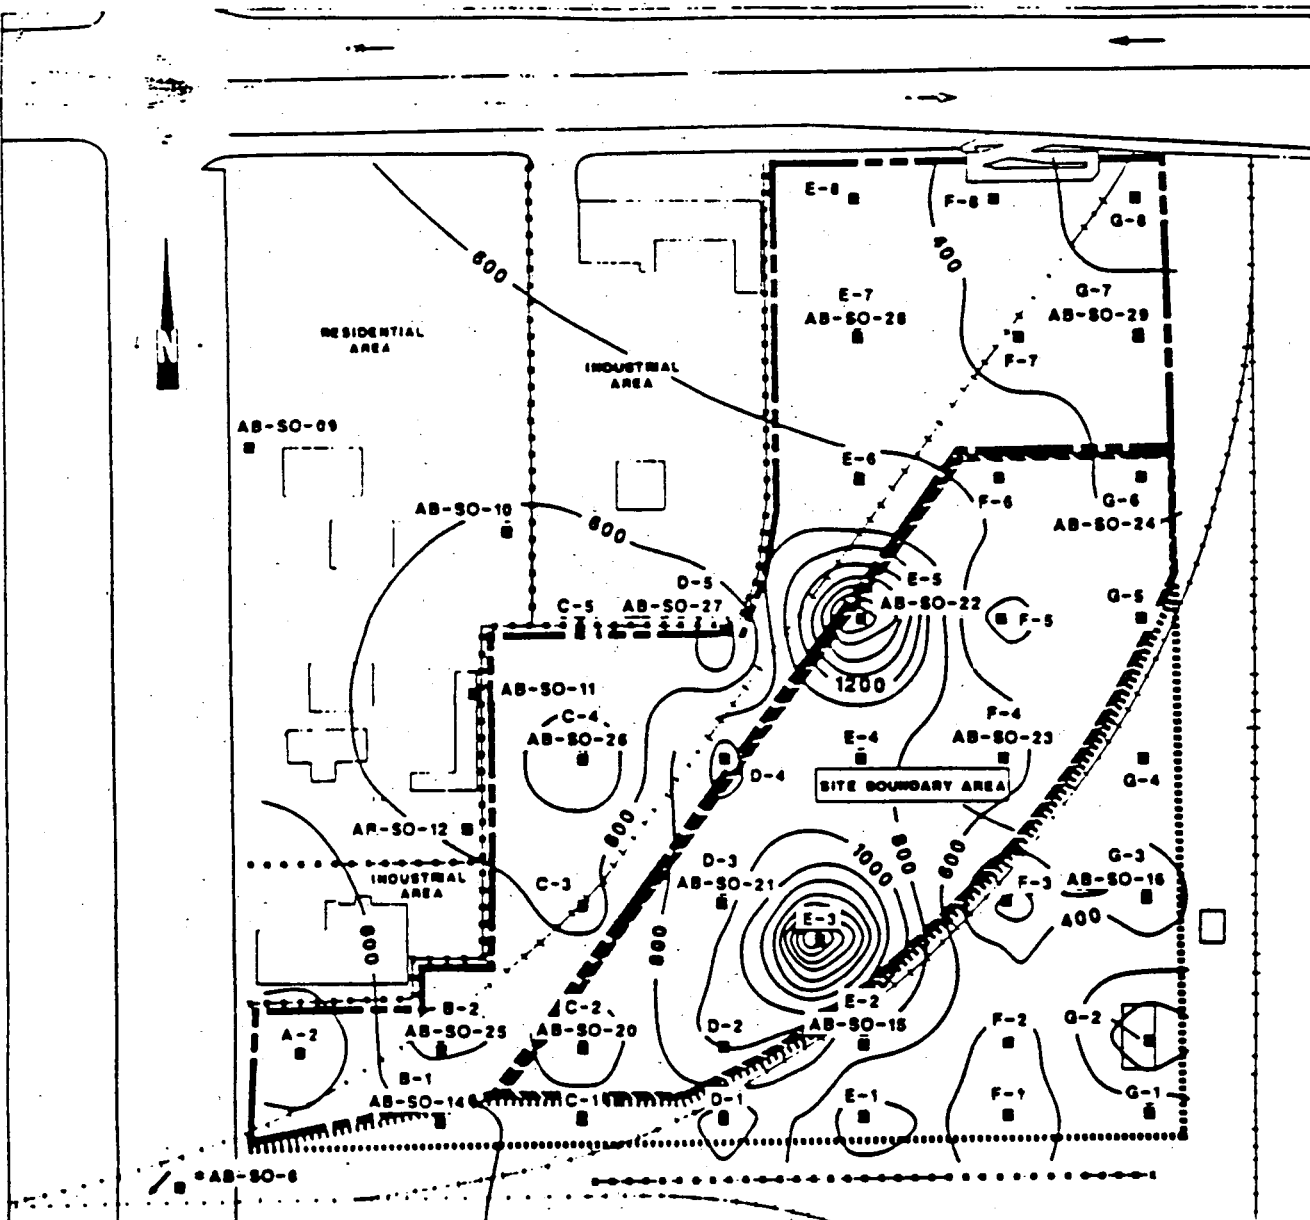 E-8
F-8
G-8
400
600
E-7
AB-SO-28
G-7
AB-SO-29
N
RESIDENTIAL
AREA
F-7
INDUSTRIAL
AREA
AB-SO-09
E-6
F-6
G-6
AB-SO-24
AB-SO-10
600
D-5
AB-SO-27
C-5
E-5
AB-SO-22
F-5
G-5
AB-SO-11
1200
C-4
AB-SO-26
F-4
AB-SO-23
E-4
D-4
G-4
SITE BOUNDARY AREA
AB-SO-12
800
1000
800
600
INDUSTRIAL
AREA
C-3
D-3
AB-SO-21
F-3
G-3
AB-SO-16
400
E-3
600
800
A-2
B-2
AB-SO-25
C-2
AB-SO-20
D-2
E-2
AB-SO-15
F-2
G-2
B-1
AB-SO-14
C-1
D-1
E-1
F-1
G-1
*AB-SO-6